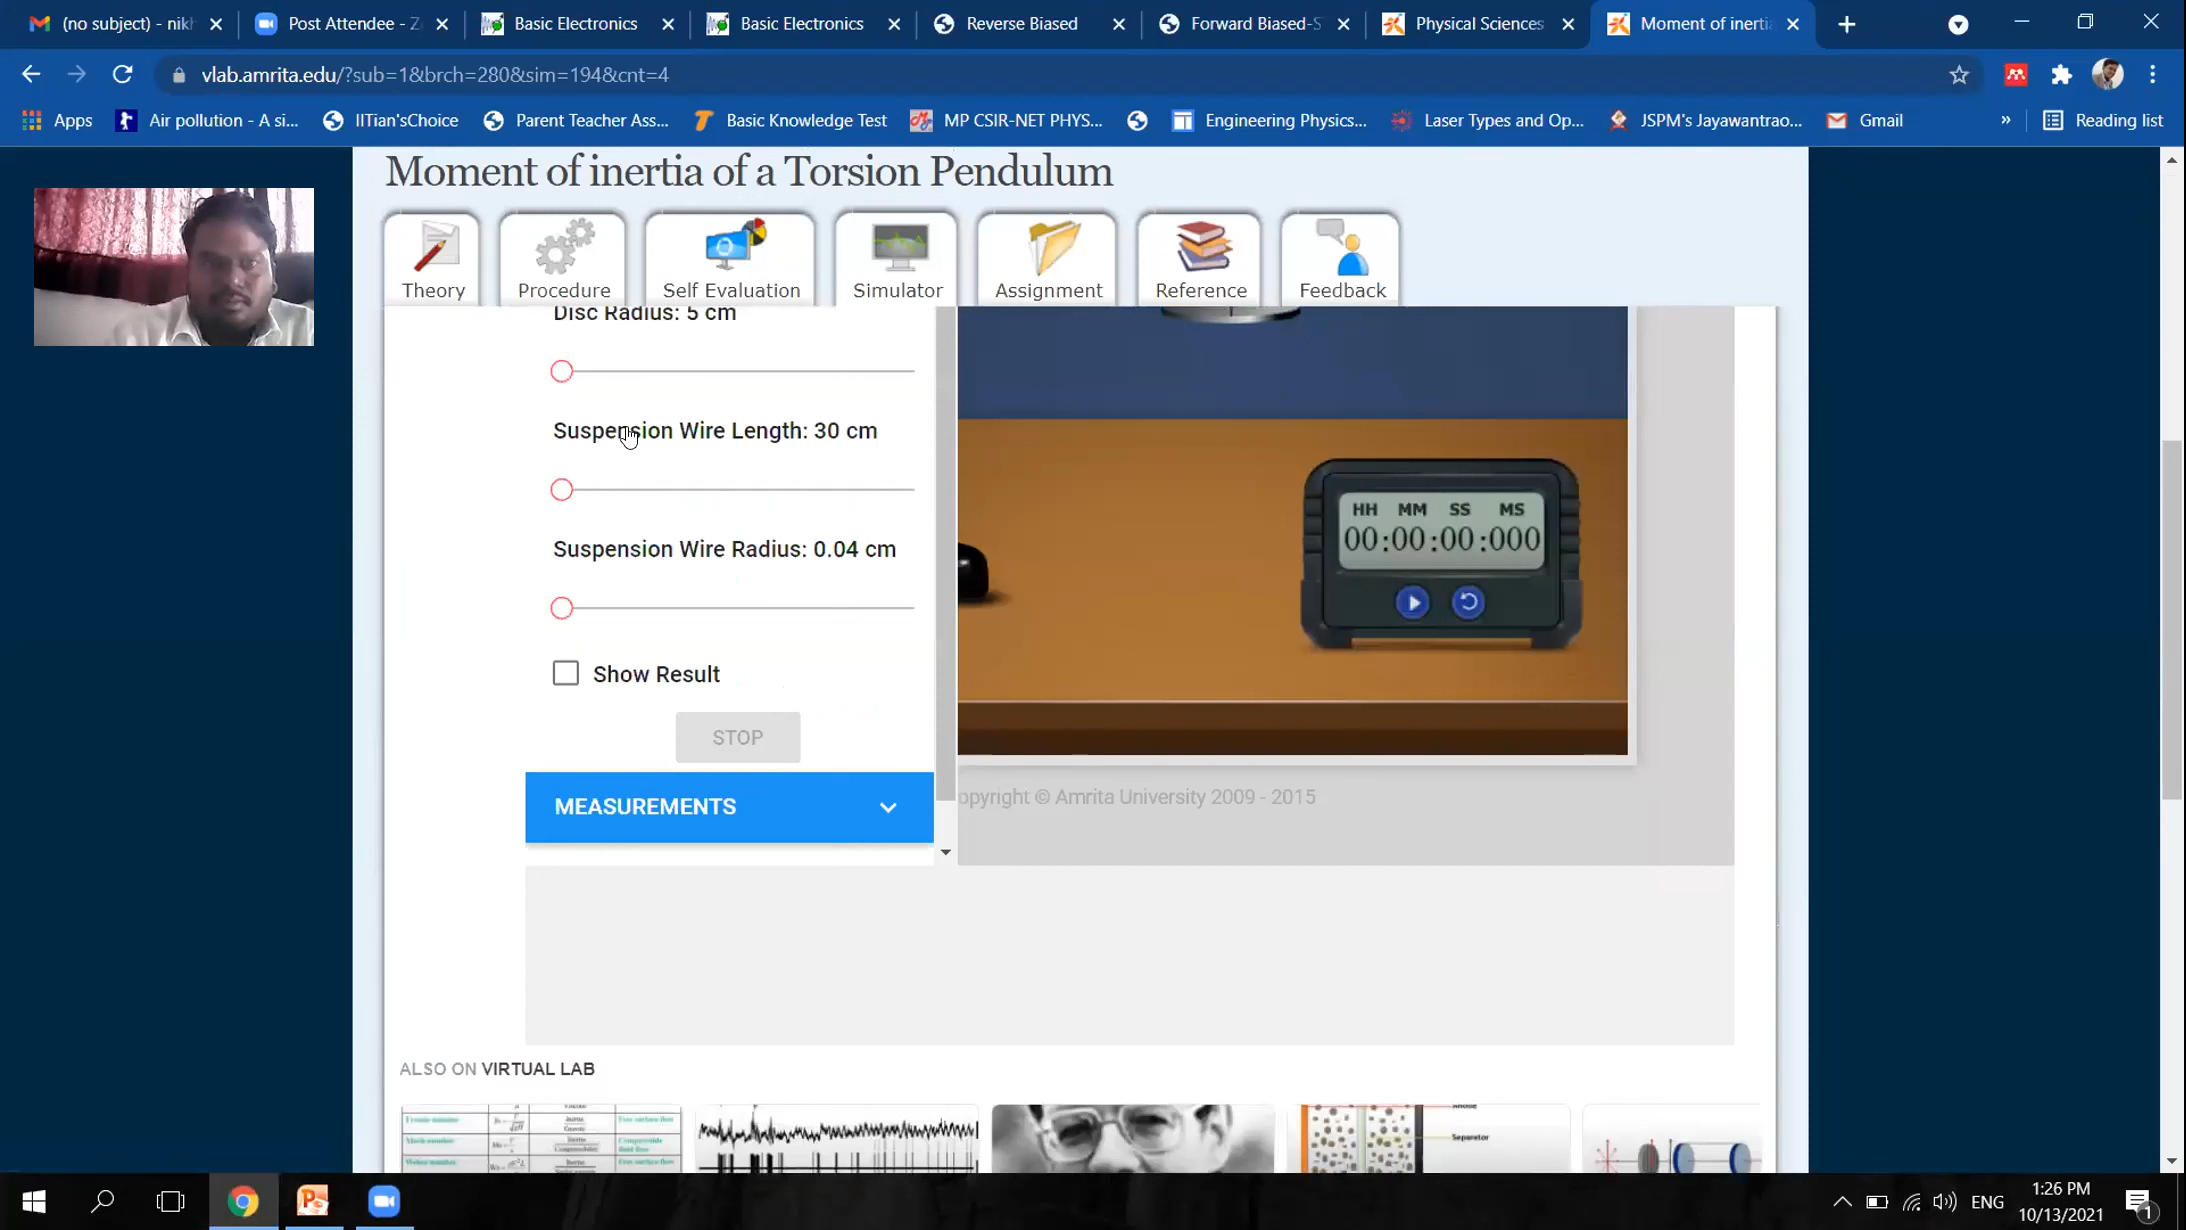 (no subject) - nikh
Post Attendee - Z
Basic Electronics
Basic Electronics
Reverse Biased
Forward Biased-S
Physical Sciences
Moment of inertia
vlab.amrita.edu/?sub=1&brch=280&sim=194&cnt=4
Apps
Air pollution - A si...
IITian'sChoice
Parent Teacher Ass...
Basic Knowledge Test
MP CSIR-NET PHYS...
Engineering Physics...
Laser Types and Op...
JSPM's Jayawantrao...
Gmail
»
Reading list
Moment of inertia of a Torsion Pendulum
Theory
Procedure
Self Evaluation
Simulator
Assignment
Reference
Feedback
Disc Radius: 5 cm
Suspension Wire Length: 30 cm
Suspension Wire Radius: 0.04 cm
Show Result
STOP
MEASUREMENTS
HH MM SS MS
00:00:00:000
opyright © Amrita University 2009 - 2015
ALSO ON VIRTUAL LAB
Separator
ENG
1:26 PM
10/13/2021
1